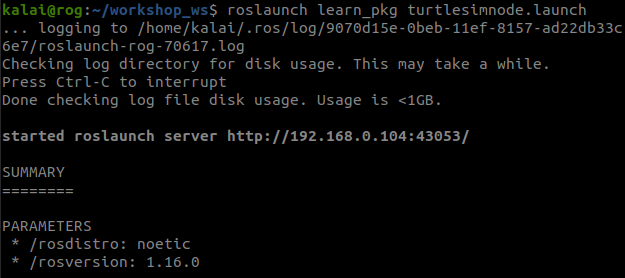 kalai@rog:~/workshop_ws$ roslaunch learn_pkg turtlesimnode.launch
... logging to /home/kalai/.ros/log/9070d15e-0beb-11ef-8157-ad22db33c
6e7/roslaunch-rog-70617.log
Checking log directory for disk usage. This may take a while.
Press Ctrl-C to interrupt
Done checking log file disk usage. Usage is <1GB.

started roslaunch server http://192.168.0.104:43053/

SUMMARY
========

PARAMETERS
 * /rosdistro: noetic
 * /rosversion: 1.16.0